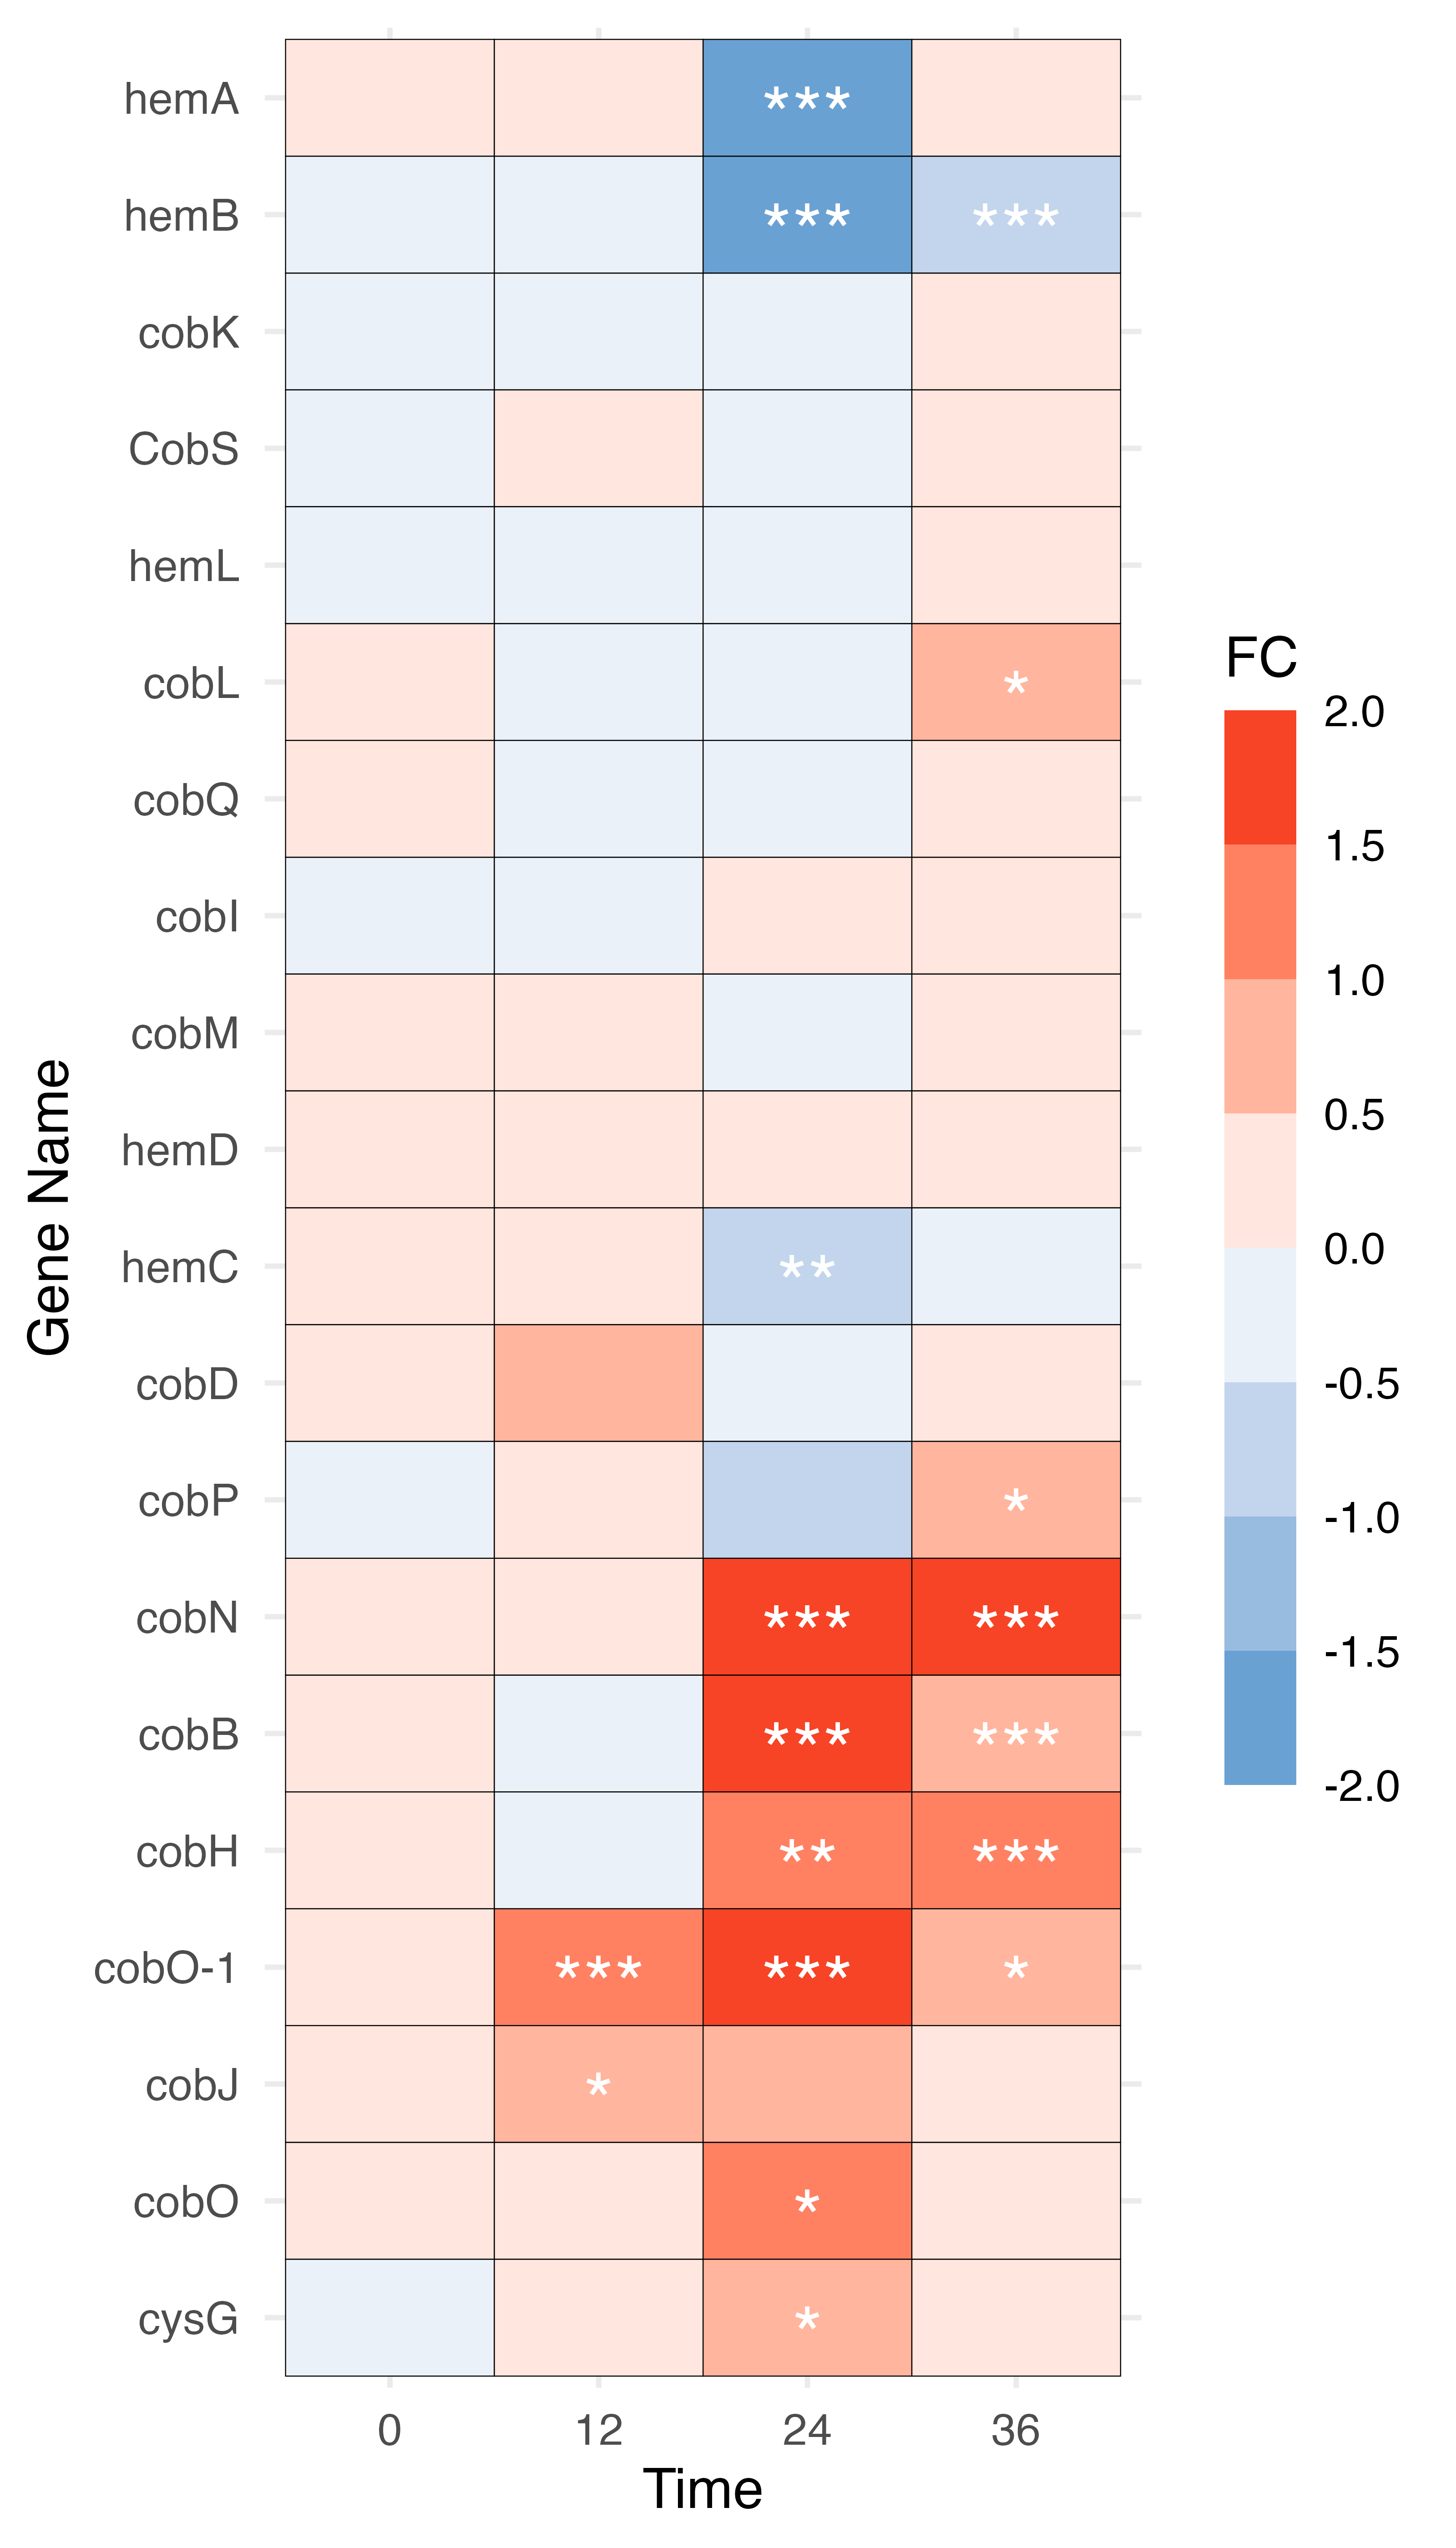 hemA ***
hemB *** ***
cobK
CobS
hemL
cobL *
cobQ
cobI
cobM
hemD
hemC **
cobD
cobP *
cobN *** ***
cobB *** ***
cobH ** ***
cobO-1 *** *** *
cobJ *
cobO *
cysG *
0 12 24 36
Time
Gene Name
FC
2.0
1.5
1.0
0.5
0.0
-0.5
-1.0
-1.5
-2.0